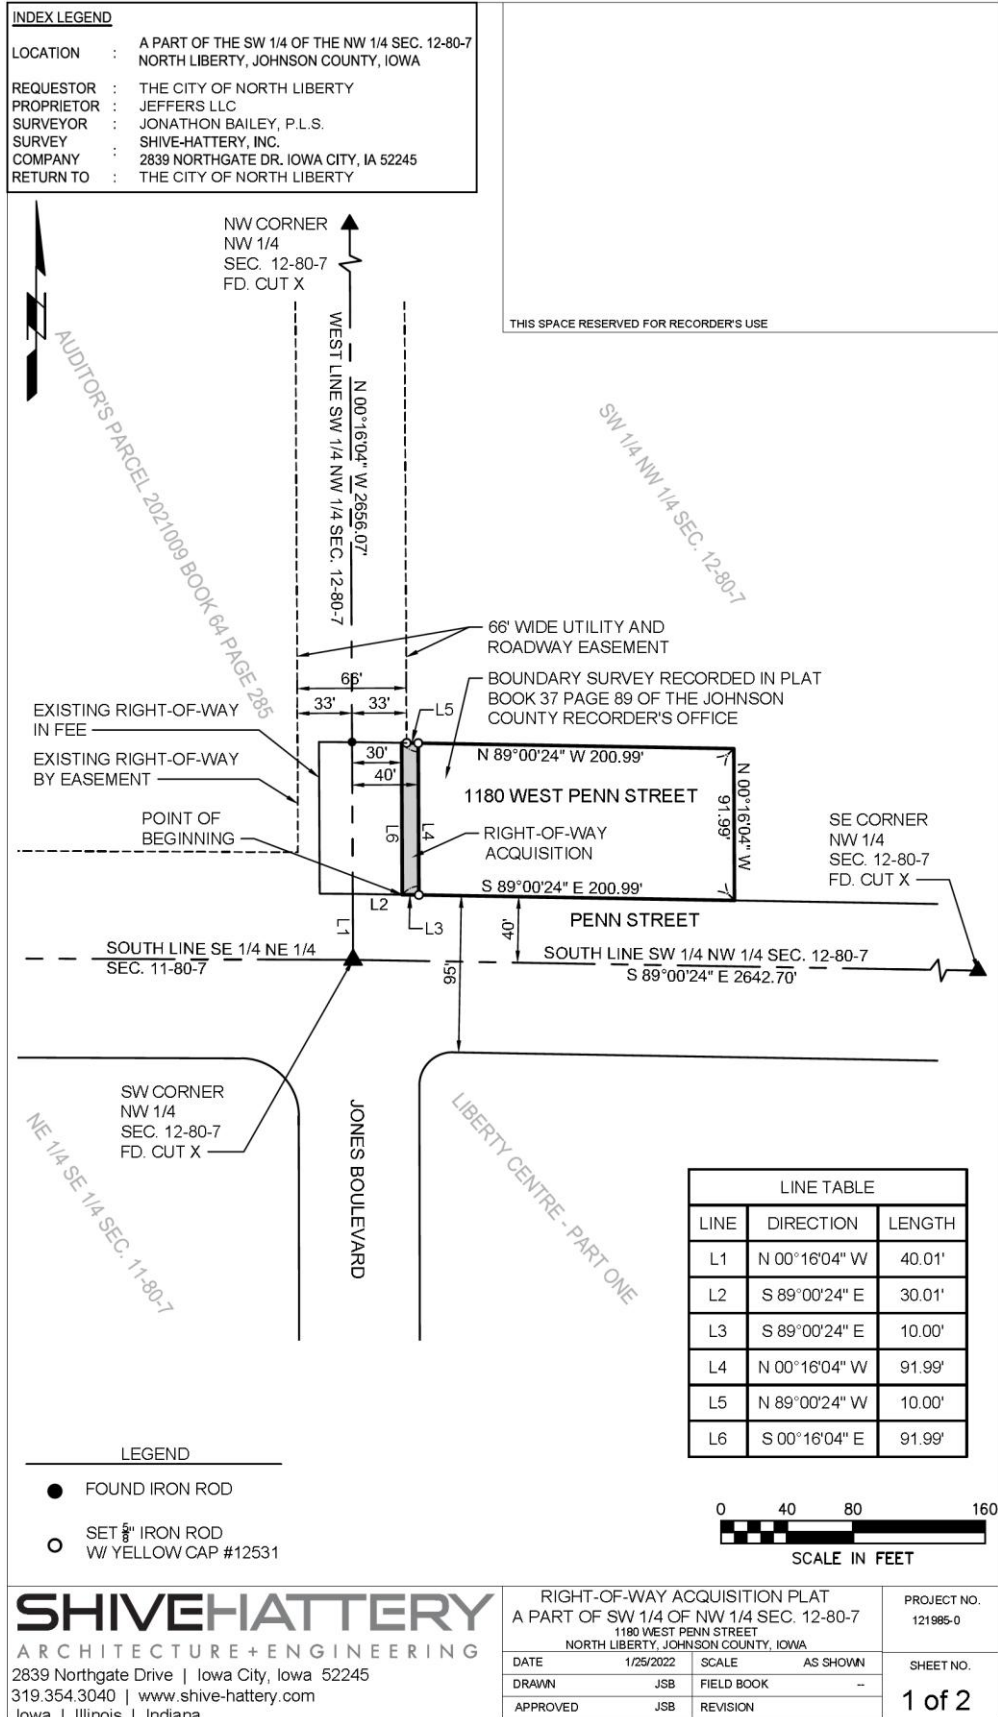 INDEX LEGEND
LOCATION : A PART OF THE SW 1/4 OF THE NW 1/4 SEC. 12-80-7
NORTH LIBERTY, JOHNSON COUNTY, IOWA
REQUESTOR : THE CITY OF NORTH LIBERTY
PROPRIETOR : JEFFERS LLC
SURVEYOR : JONATHON BAILEY, P.L.S.
SURVEY COMPANY : SHIVE-HATTERY, INC.
2839 NORTHGATE DR. IOWA CITY, IA 52245
RETURN TO : THE CITY OF NORTH LIBERTY
THIS SPACE RESERVED FOR RECORDER'S USE
N
NW CORNER
NW 1/4
SEC. 12-80-7
FD. CUT X
AUDITOR'S PARCEL 2021009 BOOK 64 PAGE 285
WEST LINE SW 1/4 NW 1/4 SEC. 12-80-7
N 00°16'04" W 2656.07'
SW 1/4 NW 1/4 SEC. 12-80-7
66' WIDE UTILITY AND
ROADWAY EASEMENT
BOUNDARY SURVEY RECORDED IN PLAT
BOOK 37 PAGE 89 OF THE JOHNSON
COUNTY RECORDER'S OFFICE
66'
33'
33'
L5
EXISTING RIGHT-OF-WAY
IN FEE
EXISTING RIGHT-OF-WAY
BY EASEMENT
30'
40'
N 89°00'24" W 200.99'
1180 WEST PENN STREET
N 00°16'04" W
91.99'
POINT OF
BEGINNING
L6
L4
RIGHT-OF-WAY
ACQUISITION
S 89°00'24" E 200.99'
SE CORNER
NW 1/4
SEC. 12-80-7
FD. CUT X
L2
L1
L3
PENN STREET
40'
95'
SOUTH LINE SE 1/4 NE 1/4
SEC. 11-80-7
SOUTH LINE SW 1/4 NW 1/4 SEC. 12-80-7
S 89°00'24" E 2642.70'
SW CORNER
NW 1/4
SEC. 12-80-7
FD. CUT X
NE 1/4 SE 1/4 SEC. 11-80-7
JONES BOULEVARD
LIBERTY CENTRE - PART ONE
LINE TABLE
LINE DIRECTION LENGTH
L1 N 00°16'04" W 40.01'
L2 S 89°00'24" E 30.01'
L3 S 89°00'24" E 10.00'
L4 N 00°16'04" W 91.99'
L5 N 89°00'24" W 10.00'
L6 S 00°16'04" E 91.99'
LEGEND
FOUND IRON ROD
SET 5/8" IRON ROD
W/ YELLOW CAP #12531
0 40 80 160
SCALE IN FEET
SHIVEHATTERY
ARCHITECTURE+ENGINEERING
2839 Northgate Drive | Iowa City, Iowa 52245
319.354.3040 | www.shive-hattery.com
Iowa | Illinois | Indiana
RIGHT-OF-WAY ACQUISITION PLAT
A PART OF SW 1/4 OF NW 1/4 SEC. 12-80-7
1180 WEST PENN STREET
NORTH LIBERTY, JOHNSON COUNTY, IOWA
DATE 1/25/2022 SCALE AS SHOWN
DRAWN JSB FIELD BOOK --
APPROVED JSB REVISION
PROJECT NO.
121985-0
SHEET NO.
1 of 2